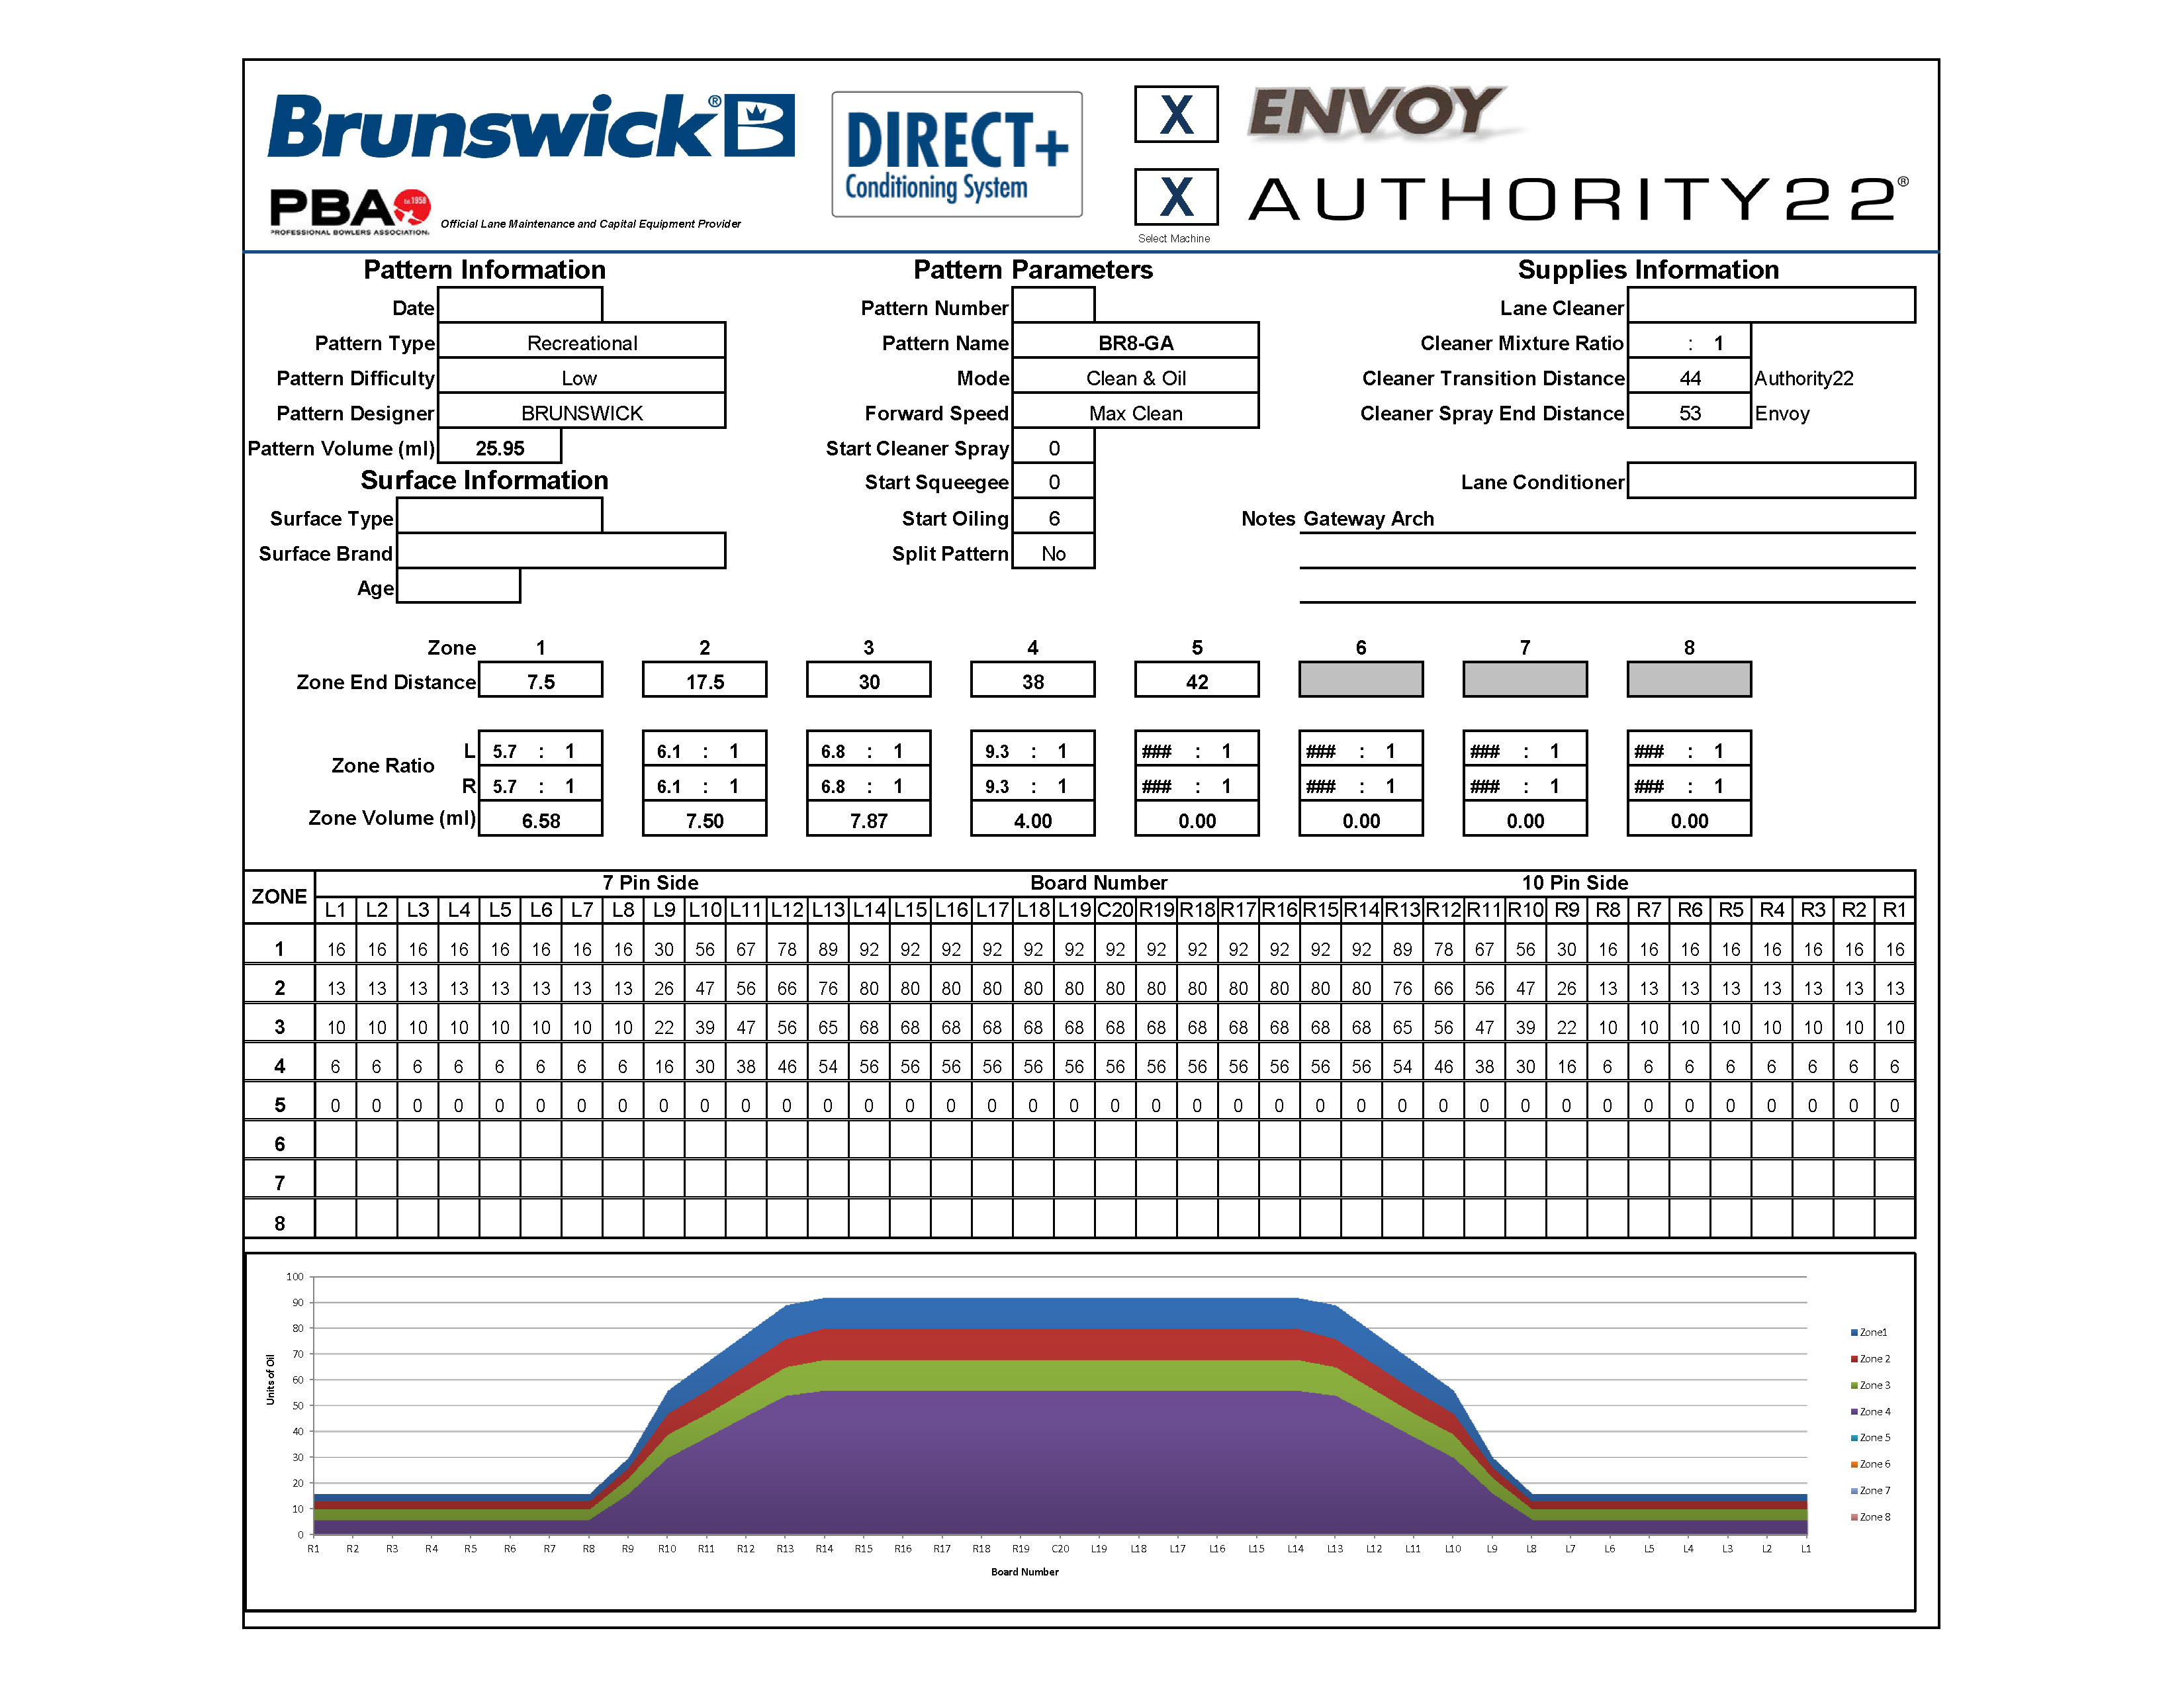 Brunswick® B
DIRECT+
Conditioning System
X ENVOY
X AUTHORITY22®
Select Machine
PBA Est. 1958
PROFESSIONAL BOWLERS ASSOCIATION.
Official Lane Maintenance and Capital Equipment Provider
Pattern Information
Date
Pattern Type Recreational
Pattern Difficulty Low
Pattern Designer BRUNSWICK
Pattern Volume (ml) 25.95
Surface Information
Surface Type
Surface Brand
Age
Pattern Parameters
Pattern Number
Pattern Name BR8-GA
Mode Clean & Oil
Forward Speed Max Clean
Start Cleaner Spray 0
Start Squeegee 0
Start Oiling 6
Split Pattern No
Supplies Information
Lane Cleaner
Cleaner Mixture Ratio : 1
Cleaner Transition Distance 44 Authority22
Cleaner Spray End Distance 53 Envoy
Lane Conditioner
Notes Gateway Arch
Zone 1 2 3 4 5 6 7 8
Zone End Distance 7.5 17.5 30 38 42
Zone Ratio
L 5.7 : 1 6.1 : 1 6.8 : 1 9.3 : 1 ### : 1 ### : 1 ### : 1 ### : 1
R 5.7 : 1 6.1 : 1 6.8 : 1 9.3 : 1 ### : 1 ### : 1 ### : 1 ### : 1
Zone Volume (ml) 6.58 7.50 7.87 4.00 0.00 0.00 0.00 0.00
ZONE 7 Pin Side Board Number 10 Pin Side
L1 L2 L3 L4 L5 L6 L7 L8 L9 L10 L11 L12 L13 L14 L15 L16 L17 L18 L19 C20 R19 R18 R17 R16 R15 R14 R13 R12 R11 R10 R9 R8 R7 R6 R5 R4 R3 R2 R1
1 16 16 16 16 16 16 16 16 30 56 67 78 89 92 92 92 92 92 92 92 92 92 92 92 92 92 89 78 67 56 30 16 16 16 16 16 16 16 16
2 13 13 13 13 13 13 13 13 26 47 56 66 76 80 80 80 80 80 80 80 80 80 80 80 80 80 76 66 56 47 26 13 13 13 13 13 13 13 13
3 10 10 10 10 10 10 10 10 22 39 47 56 65 68 68 68 68 68 68 68 68 68 68 68 68 68 65 56 47 39 22 10 10 10 10 10 10 10 10
4 6 6 6 6 6 6 6 6 16 30 38 46 54 56 56 56 56 56 56 56 56 56 56 56 56 56 54 46 38 30 16 6 6 6 6 6 6 6 6
5 0 0 0 0 0 0 0 0 0 0 0 0 0 0 0 0 0 0 0 0 0 0 0 0 0 0 0 0 0 0 0 0 0 0 0 0 0 0 0
6
7
8
Units of Oil
100
90
80
70
60
50
40
30
20
10
0
R1 R2 R3 R4 R5 R6 R7 R8 R9 R10 R11 R12 R13 R14 R15 R16 R17 R18 R19 C20 L19 L18 L17 L16 L15 L14 L13 L12 L11 L10 L9 L8 L7 L6 L5 L4 L3 L2 L1
Board Number
Zone1
Zone 2
Zone 3
Zone 4
Zone 5
Zone 6
Zone 7
Zone 8